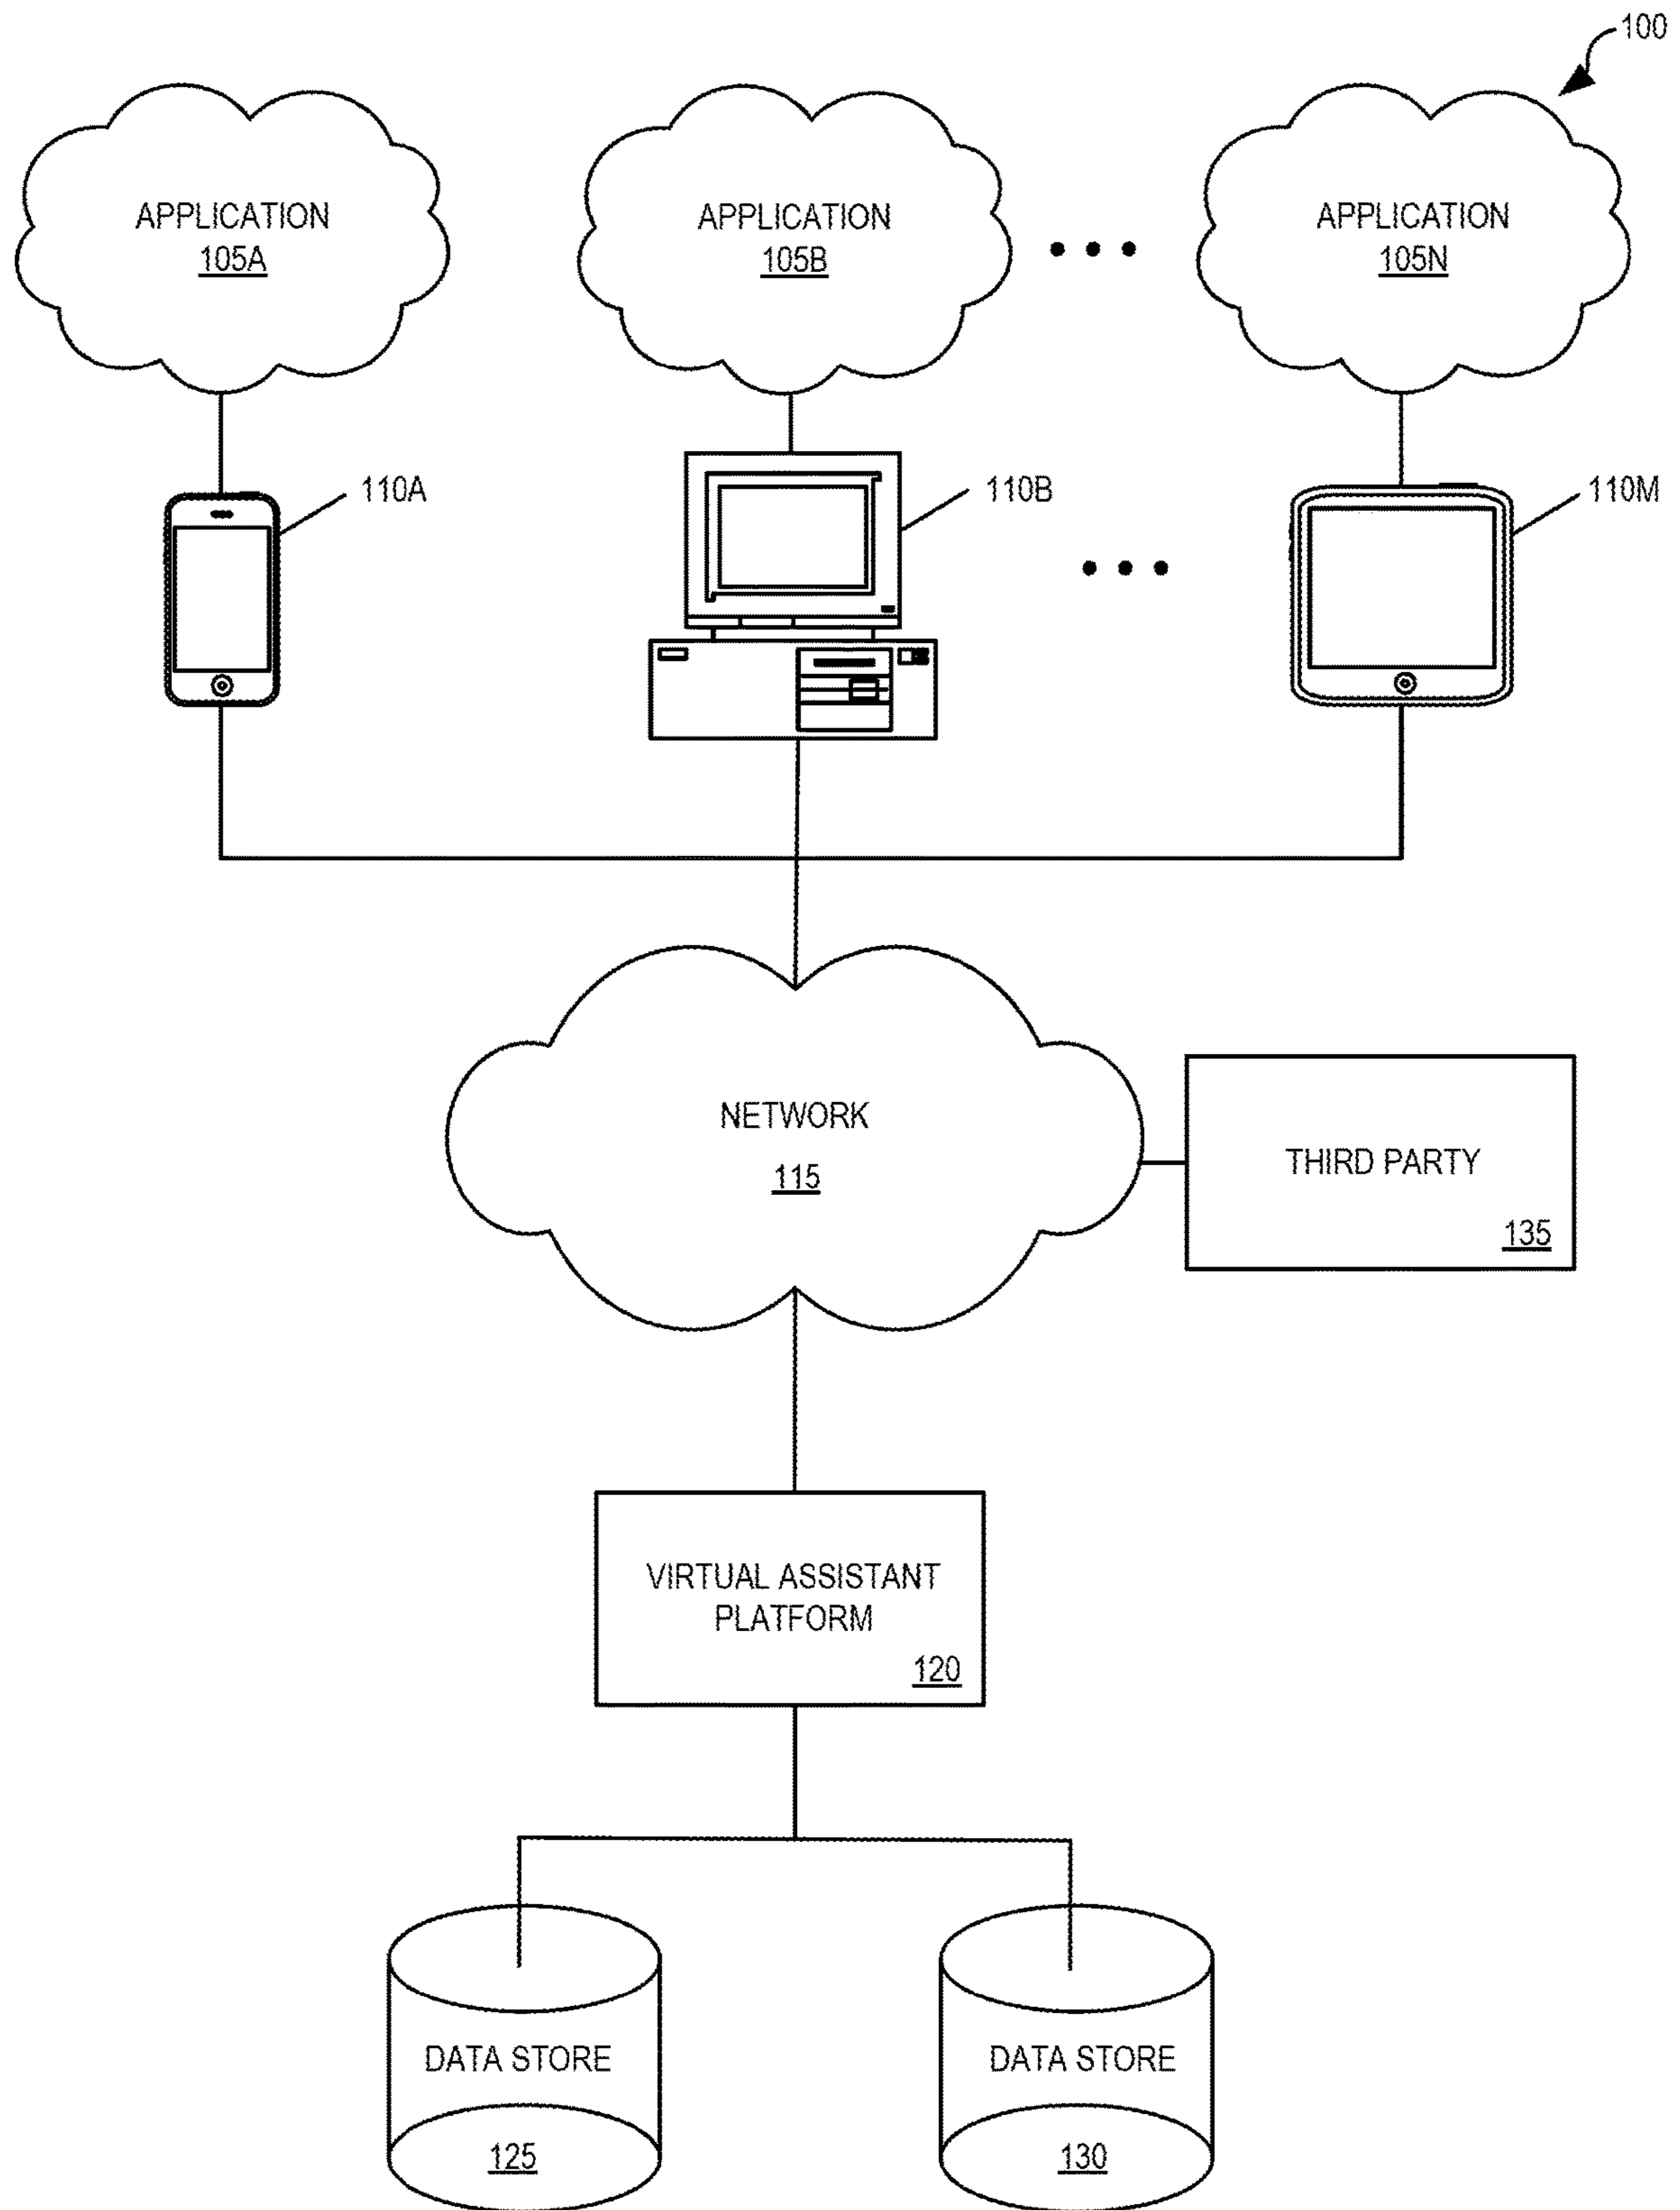 100
APPLICATION
105A
APPLICATION
105B
APPLICATION
105N
110A
110B
110M
NETWORK
115
THIRD PARTY
135
VIRTUAL ASSISTANT
PLATFORM
120
DATA STORE
125
DATA STORE
130